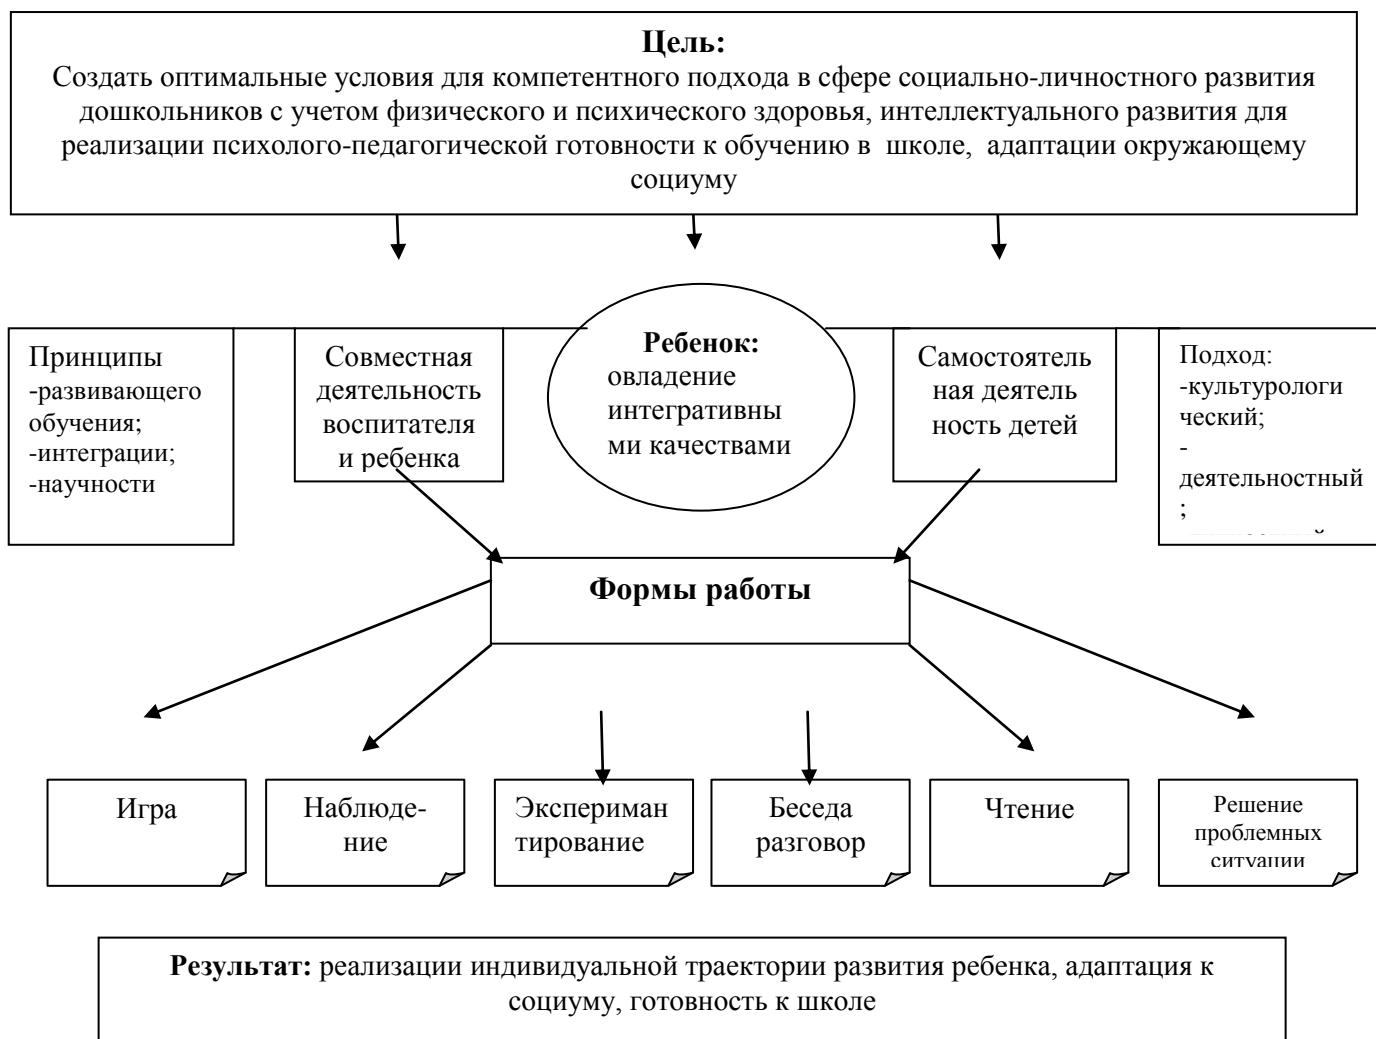 Цель:
Создать оптимальные условия для компетентного подхода в сфере социально-личностного развития
дошкольников с учетом физического и психического здоровья, интеллектуального развития для
реализации психолого-педагогической готовности к обучению в школе, адаптации окружающему
социуму
Принципы
-развивающего
обучения;
-интеграции;
-научности
Совместная
деятельность
воспитателя
и ребенка
Ребенок:
овладение
интегративны
ми качествами
Самостоятель
ная деятель
ность детей
Подход:
-культурологи
ческий;
-
деятельностный
;
Формы работы
Игра
Наблюде-
ние
Эксперимaн
тирование
Беседа
разговор
Чтение
Решение
проблемных
ситуации
Результат: реализации индивидуальной траектории развития ребенка, адаптация к
социуму, готовность к школе